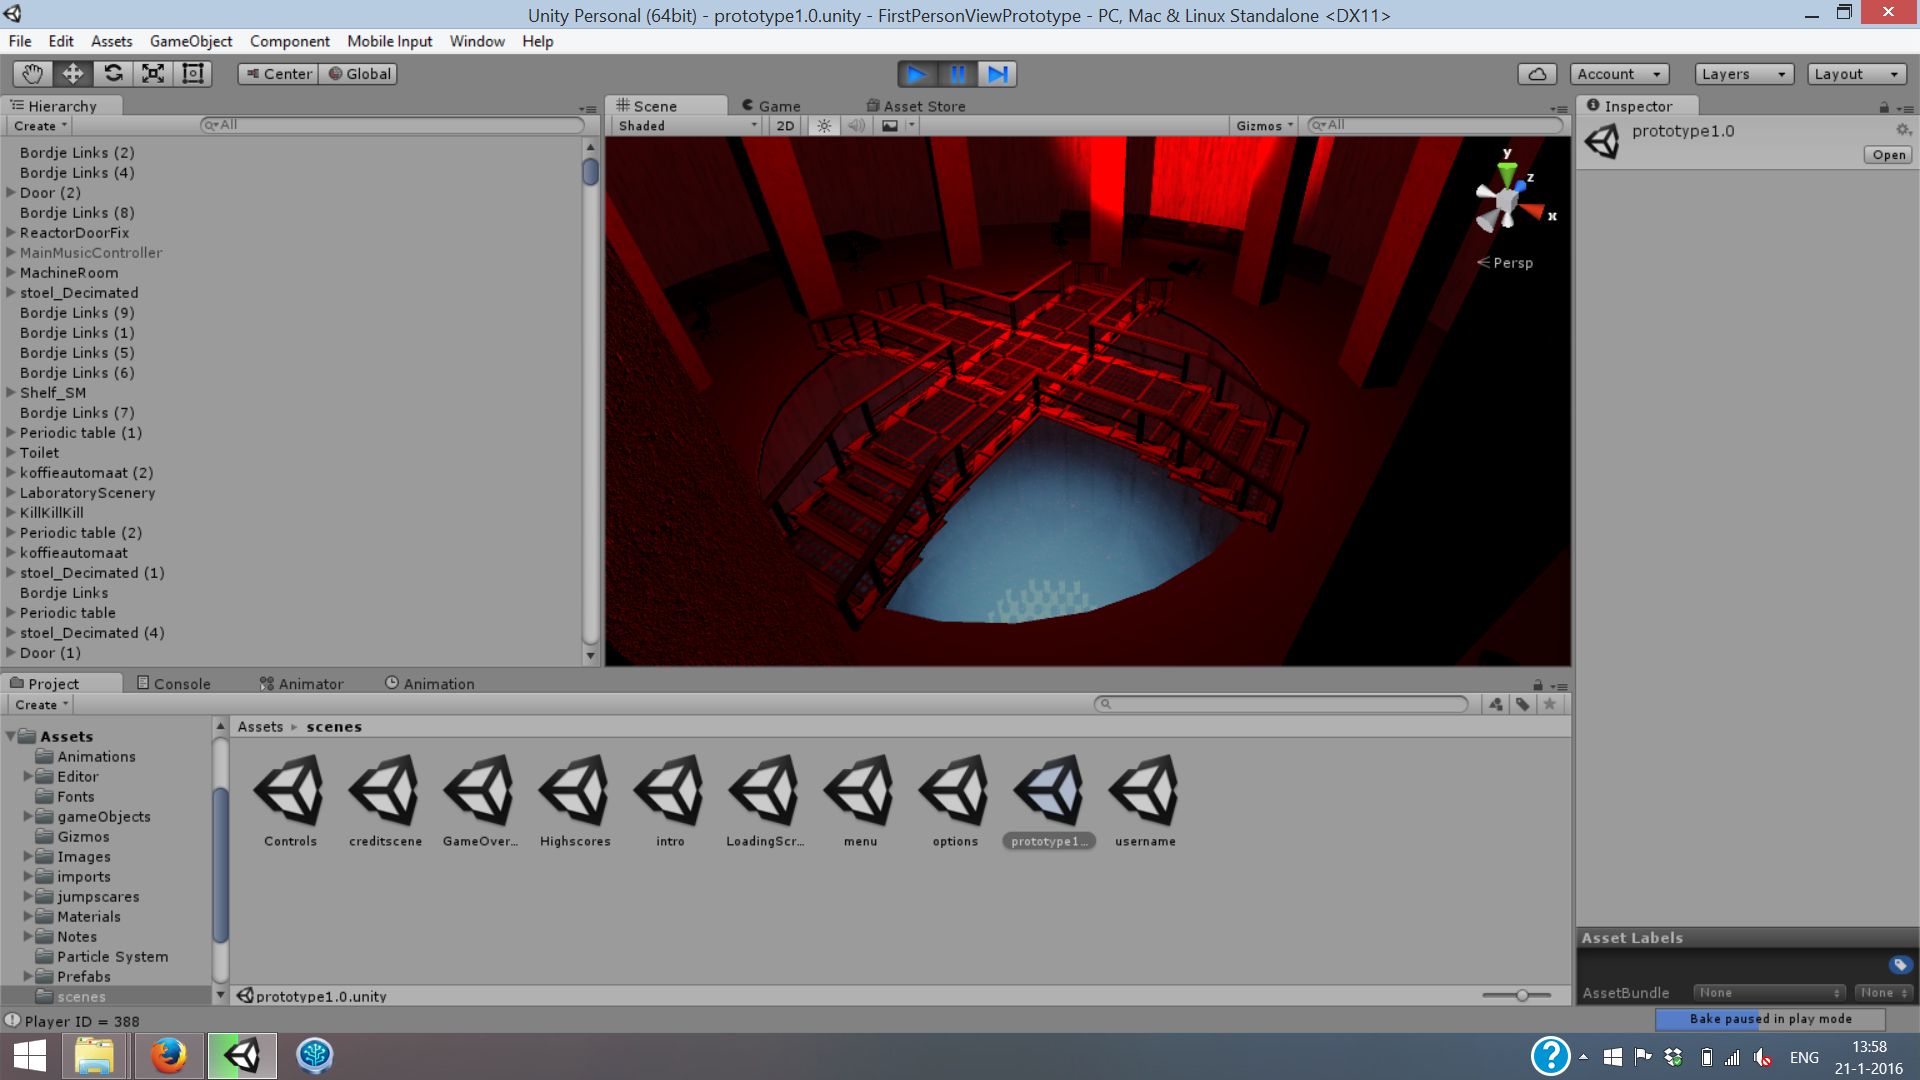 Unity Personal (64bit) - prototype1.0.unity - FirstPersonViewPrototype - PC, Mac & Linux Standalone <DX11>
File Edit Assets GameObject Component Mobile Input Window Help
Center Global Account Layers Layout
Hierarchy
Create All
Bordje Links (2)
Bordje Links (4)
Door (2)
Bordje Links (8)
ReactorDoorFix
MainMusicController
MachineRoom
stoel_Decimated
Bordje Links (9)
Bordje Links (1)
Bordje Links (5)
Bordje Links (6)
Shelf_SM
Bordje Links (7)
Periodic table (1)
Toilet
koffieautomaat (2)
LaboratoryScenery
KillKillKill
Periodic table (2)
koffieautomaat
stoel_Decimated (1)
Bordje Links
Periodic table
stoel_Decimated (4)
Door (1)
Scene Game Asset Store
Shaded 2D Gizmos All
y
z
x
Persp
Inspector
prototype1.0
Open
Project Console Animator Animation
Create
Assets
Animations
Editor
Fonts
gameObjects
Gizmos
Images
imports
jumpscares
Materials
Notes
Particle System
Prefabs
scenes
Assets scenes
Controls creditscene GameOver... Highscores intro LoadingScr... menu options prototype1... username
prototype1.0.unity
Asset Labels
AssetBundle None None
Player ID = 388
Bake paused in play mode
ENG
13:58
21-1-2016